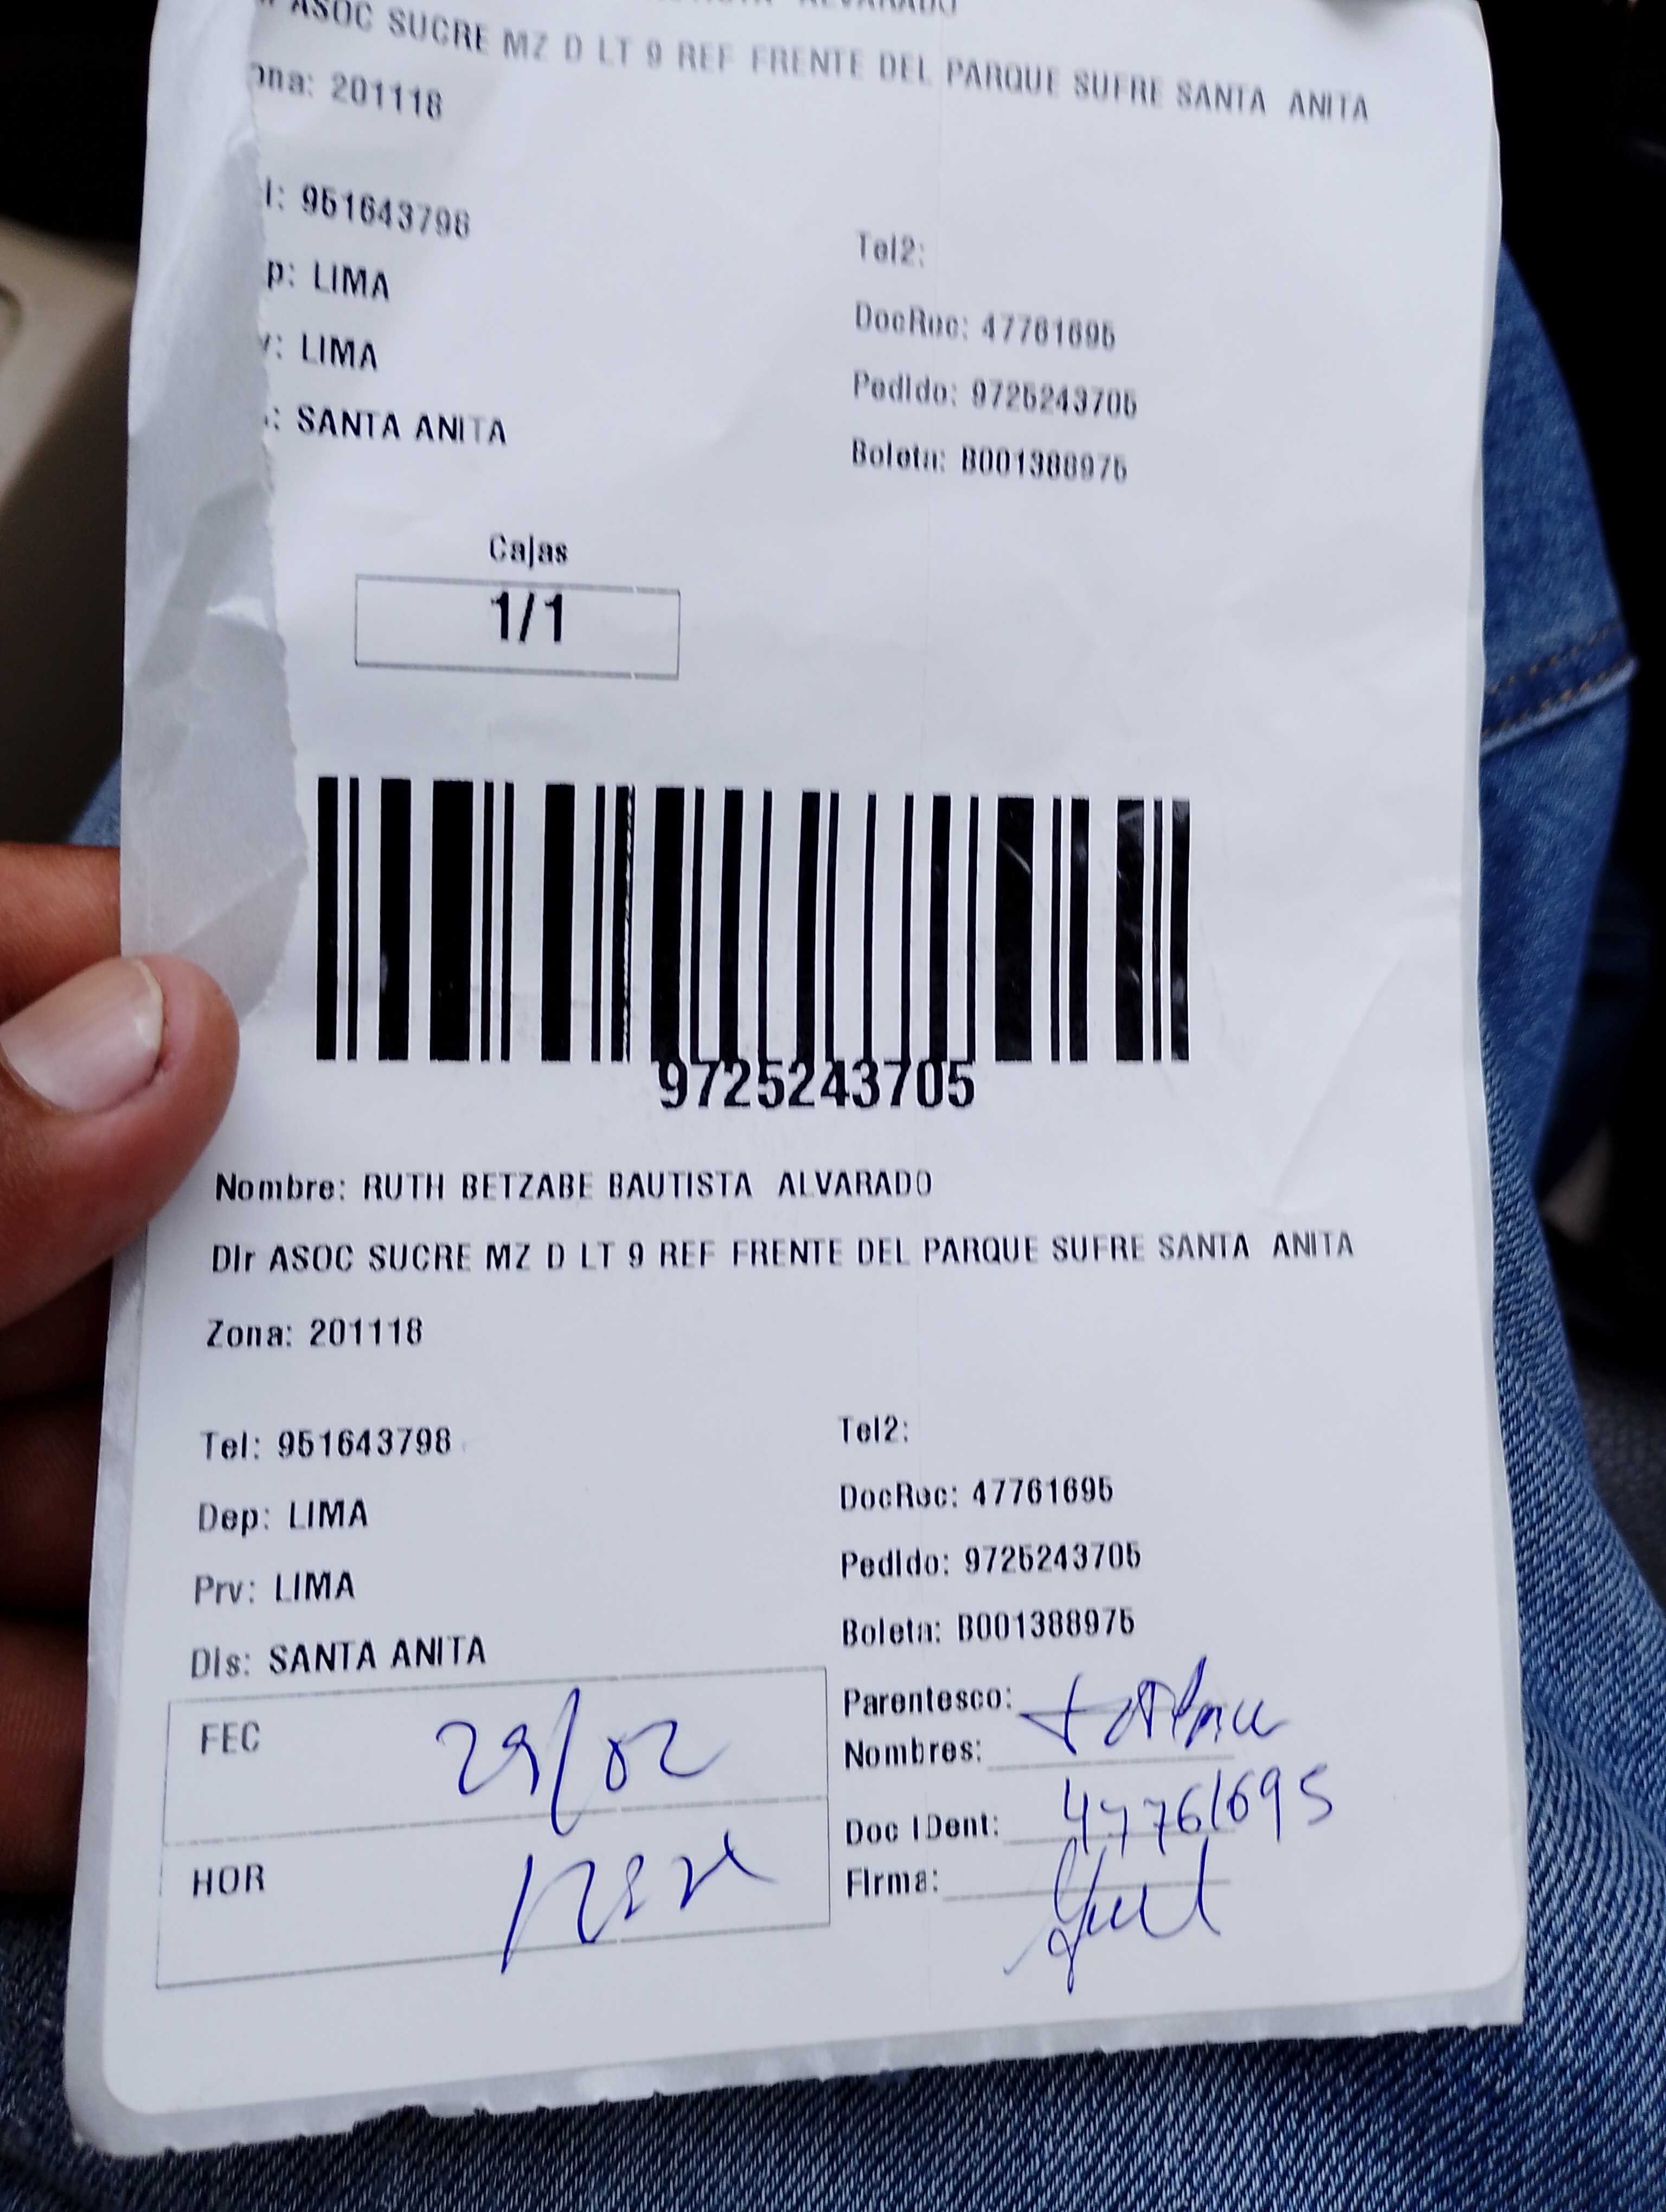 ALVARADO
ASOC SUCRE MZ D LT 9 REF FRENTE DEL PARQUE SUFRE SANTA ANITA
ona: 201118
l: 951643798
Tel2:
p: LIMA
DocRec: 47761695
v: LIMA
Pedido: 9725243705
.: SANTA ANITA
Boleta: B001388975
Cajas
1/1
9725243705
Nombre: RUTH BETZABE BAUTISTA ALVARADO
Dir ASOC SUCRE MZ D LT 9 REF FRENTE DEL PARQUE SUFRE SANTA ANITA
Zona: 201118
Tel: 951643798
Tel2:
Dep: LIMA
DocRec: 47761695
Prv: LIMA
Pedido: 9725243705
Dis: SANTA ANITA
Boleta: B001388975
FEC 29/02
Parentesco:
Nombres:
HOR
Doc IDent: 47761695
Firma: